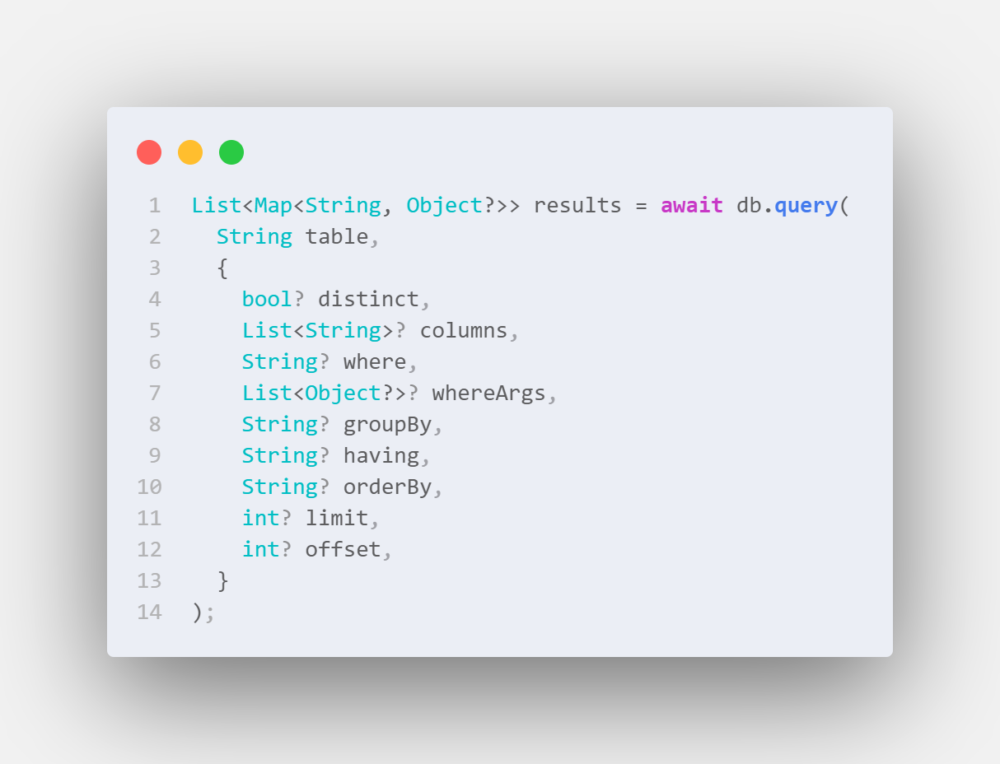 1 List<Map<String, Object?>> results = await db.query(
2   String table,
3   {
4     bool? distinct,
5     List<String>? columns,
6     String? where,
7     List<Object?>? whereArgs,
8     String? groupBy,
9     String? having,
10     String? orderBy,
11     int? limit,
12     int? offset,
13   }
14 );